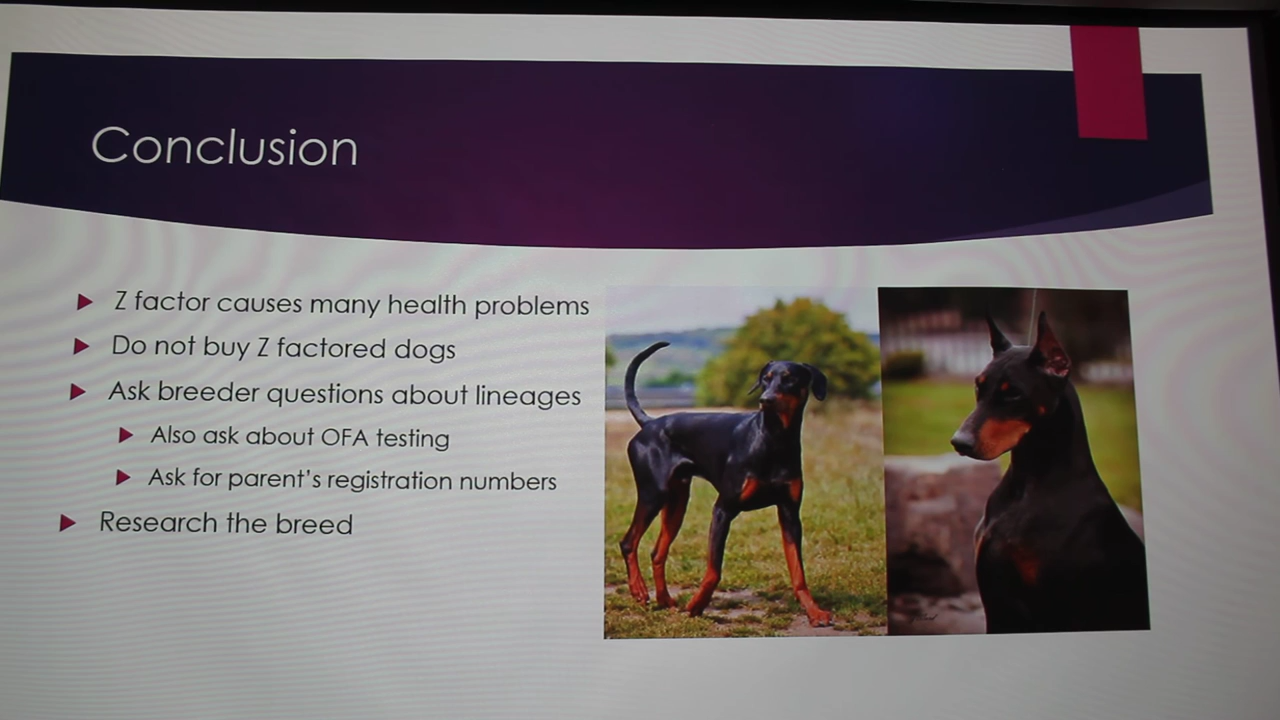 Conclusion
Z factor causes many health problems
Do not buy Z factored dogs
Ask breeder questions about lineages
Also ask about OFA testing
Ask for parent's registration numbers
Research the breed